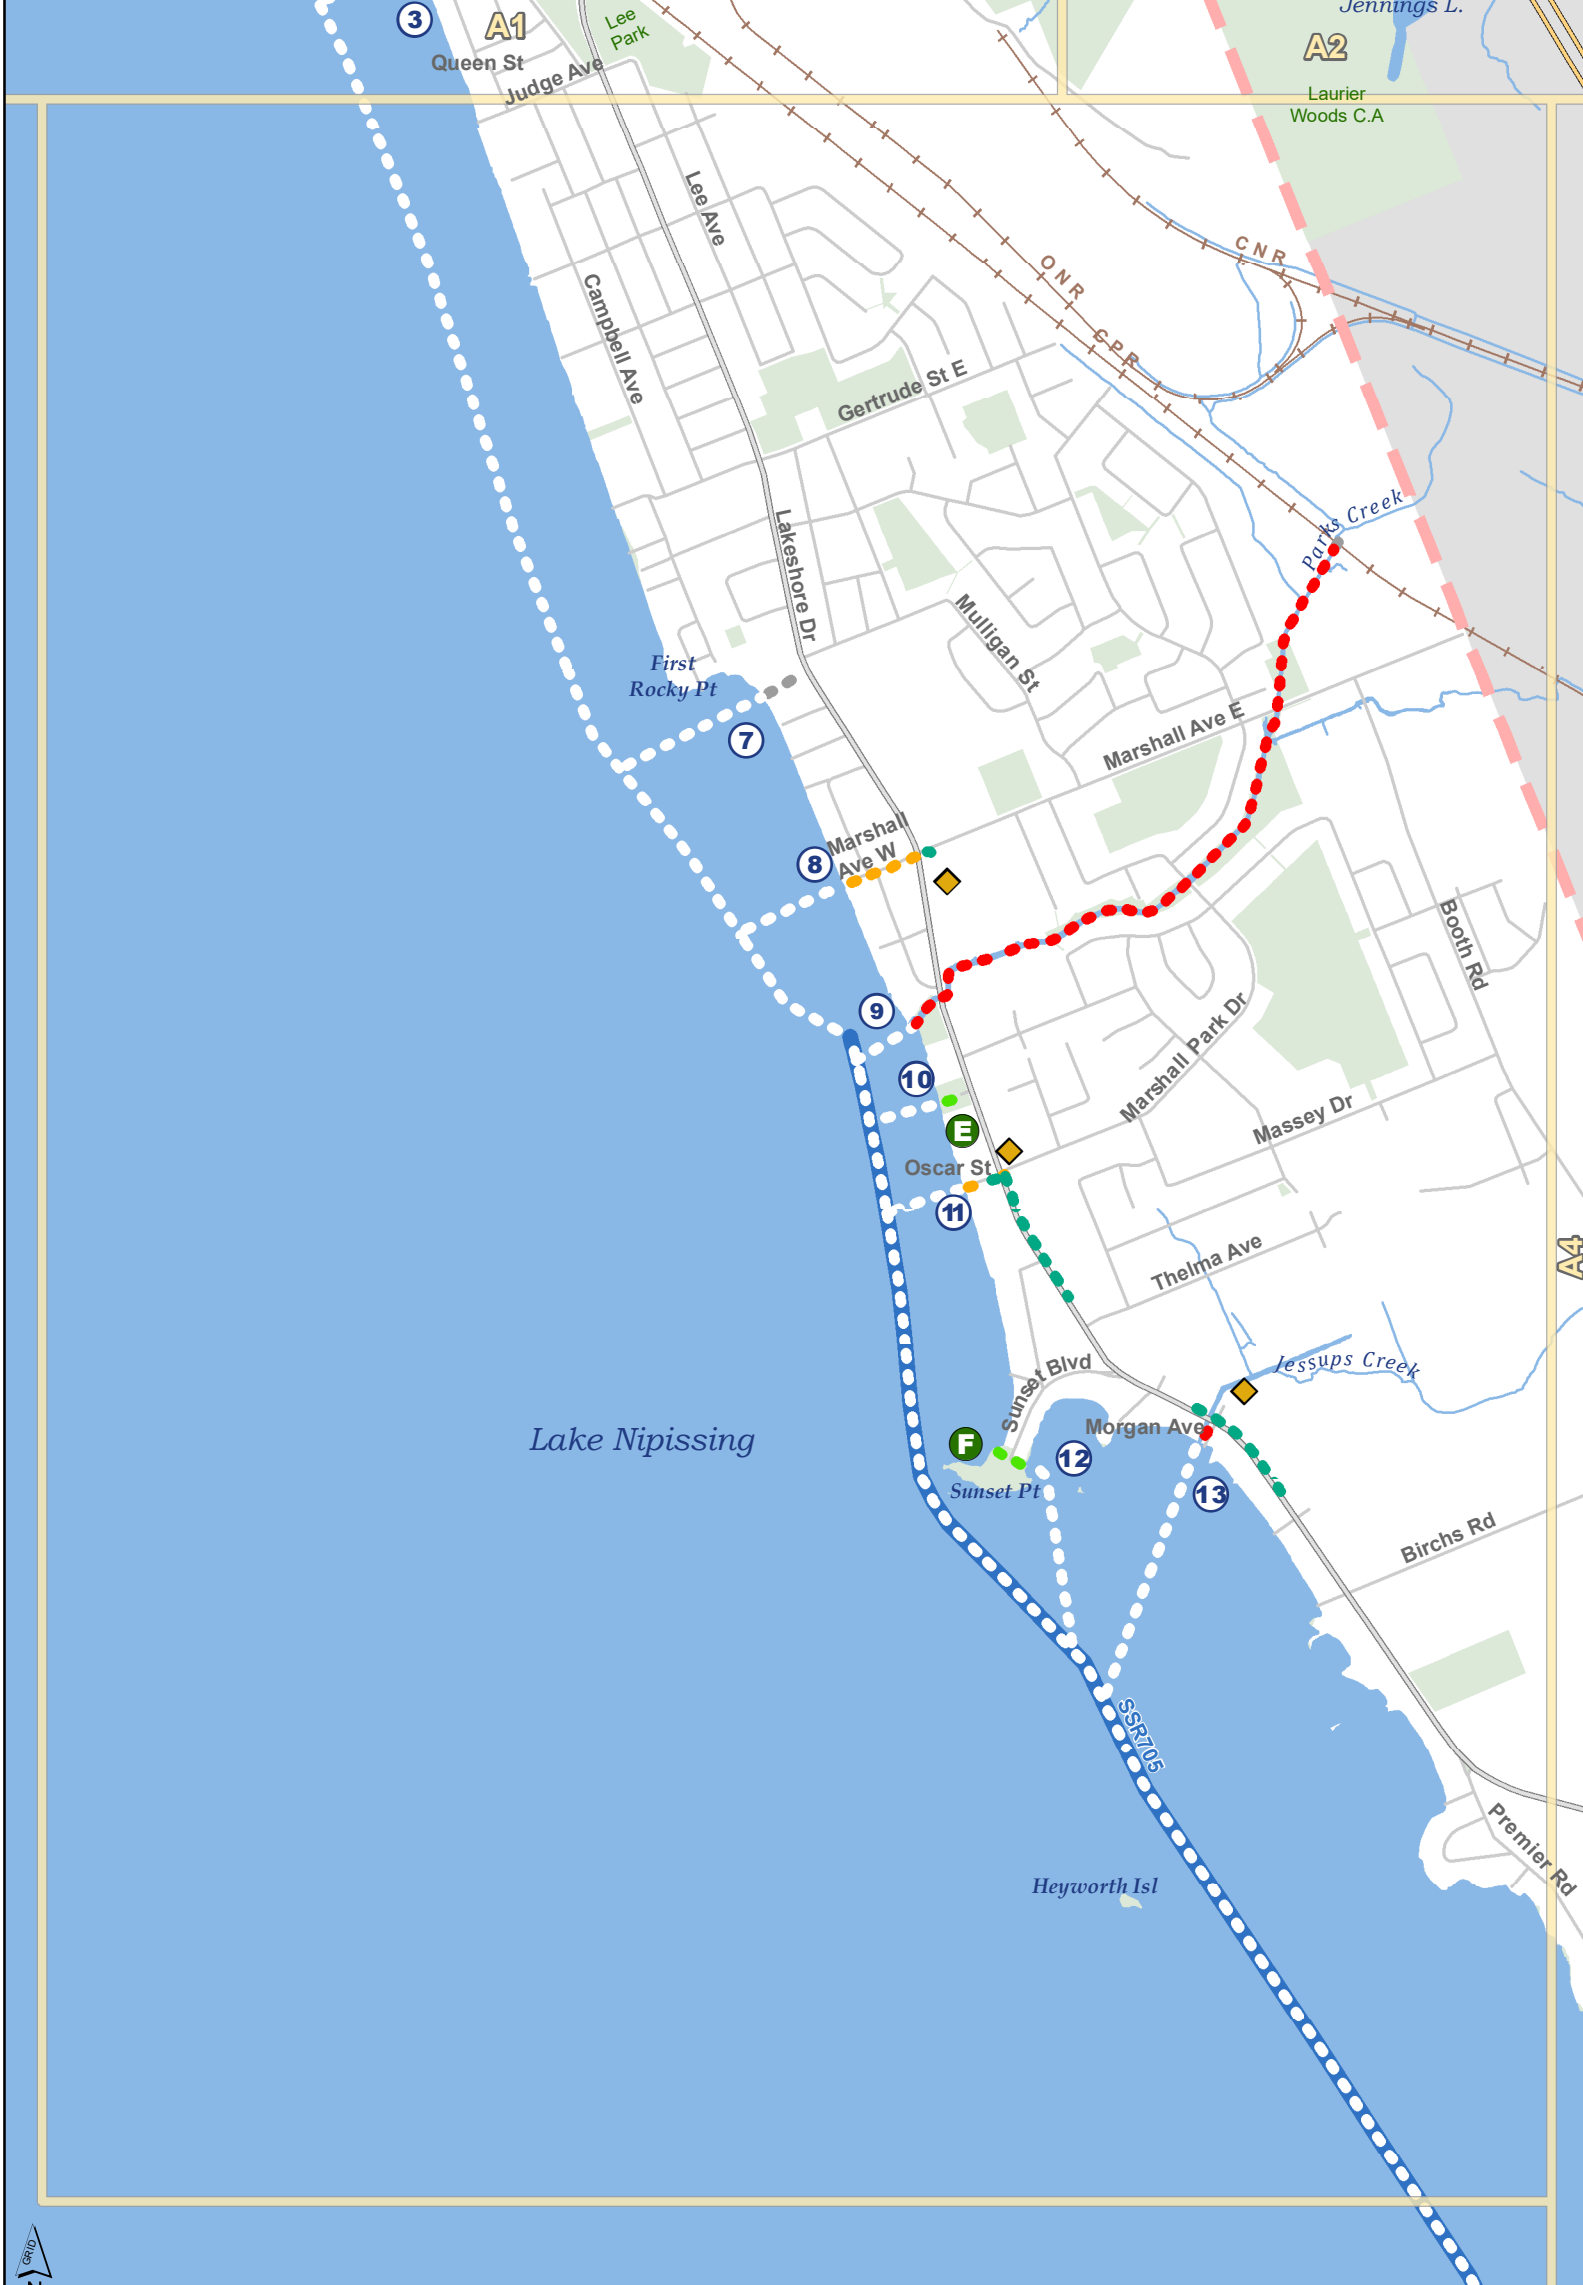 Jennings L.
3
A1
Lee
Park
A2
Queen St
Judge Ave
Laurier
Woods C.A
Lee Ave
CNR
ONR
Campbell Ave
CPR
Gertrude St E
Parks Creek
Lakeshore Dr
Mulligan St
First
Rocky Pt
Marshall Ave E
7
Marshall
Ave W
8
Booth Rd
9
Marshall Park Dr
10
E
Massey Dr
Oscar St
11
Thelma Ave
A4
Sunset Blvd
Jessups Creek
Morgan Ave
Lake Nipissing
F
12
Sunset Pt
13
Birchs Rd
SSR705
Premier Rd
Heyworth Isl
GRID